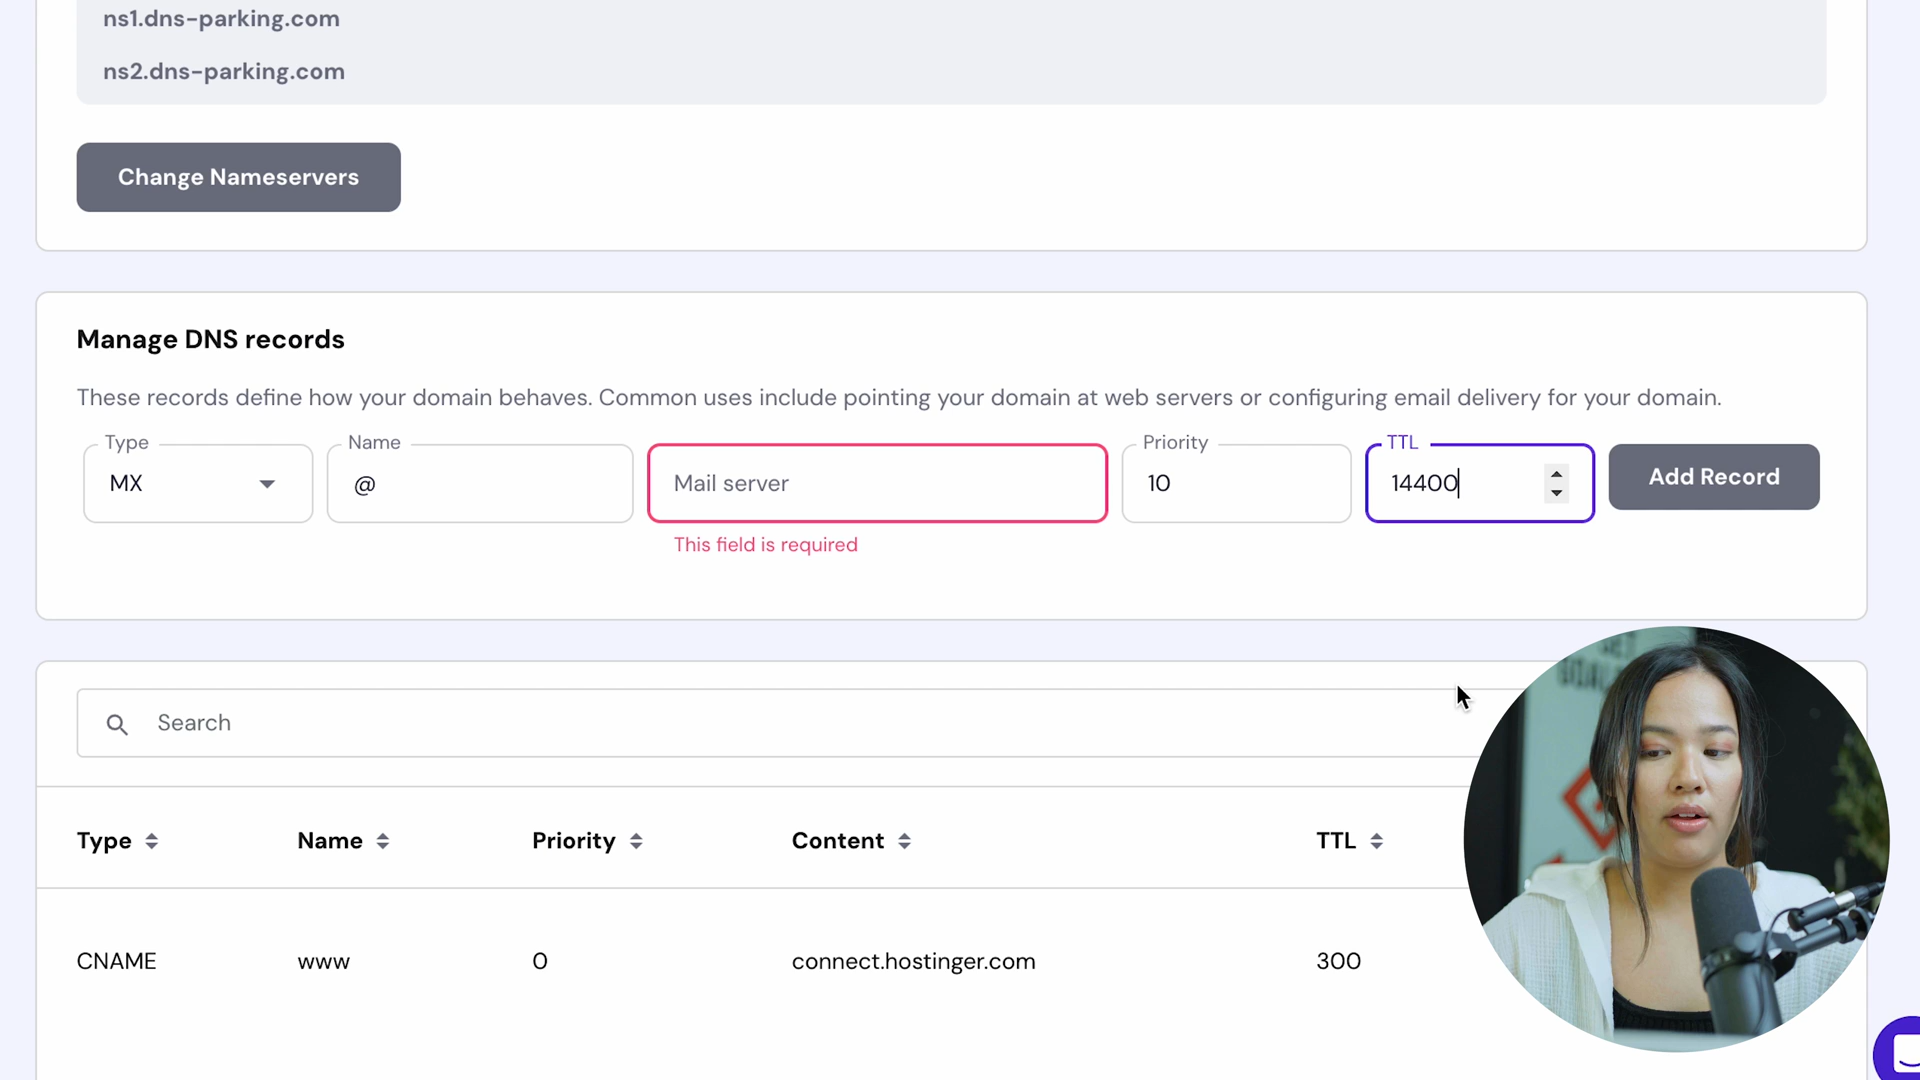 ns1.dns-parking.com
ns2.dns-parking.com
Change Nameservers
Manage DNS records
These records define how your domain behaves. Common uses include pointing your domain at web servers or configuring email delivery for your domain.
Type
MX
Name
@
Mail server
This field is required
Priority
10
TTL
14400
Add Record
Search
Type
Name
Priority
Content
TTL
CNAME
www
0
connect.hostinger.com
300